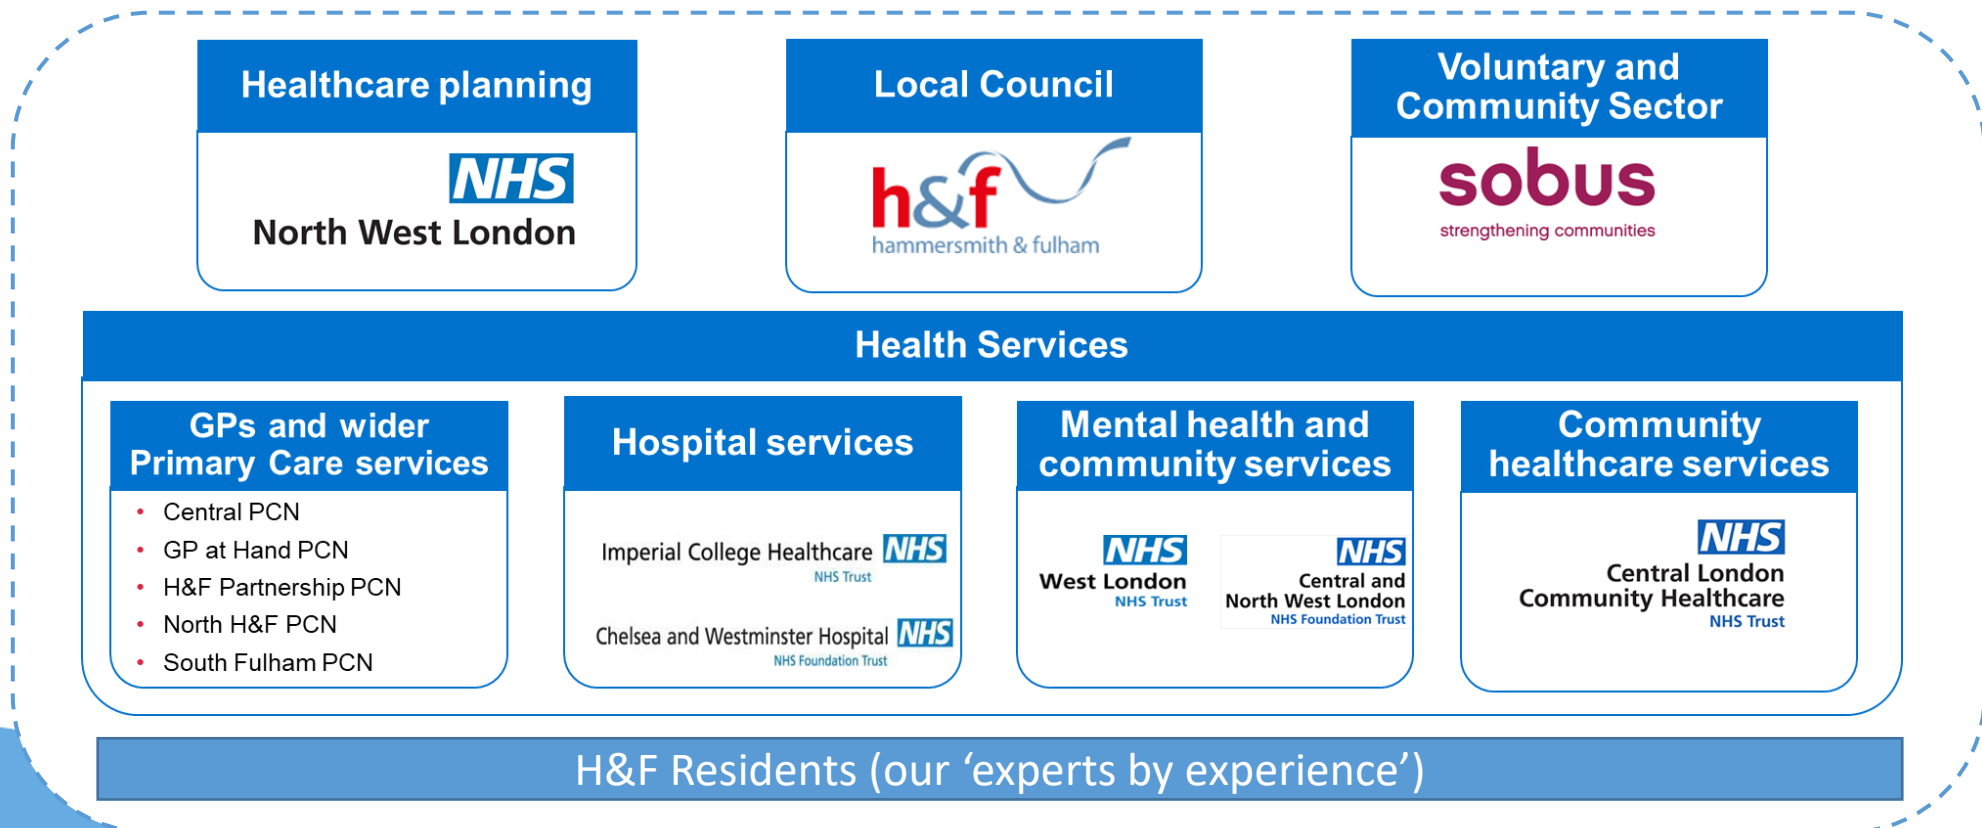 Healthcare planning
NHS
North West London
Local Council
h&f
hammersmith & fulham
Voluntary and
Community Sector
sobus
strengthening communities
Health Services
GPs and wider
Primary Care services
• Central PCN
• GP at Hand PCN
• H&F Partnership PCN
• North H&F PCN
• South Fulham PCN
Hospital services
Imperial College Healthcare NHS
NHS Trust
Chelsea and Westminster Hospital NHS
NHS Foundation Trust
Mental health and
community services
NHS
West London
NHS Trust
NHS
Central and
North West London
NHS Foundation Trust
Community
healthcare services
NHS
Central London
Community Healthcare
NHS Trust
H&F Residents (our ‘experts by experience’)